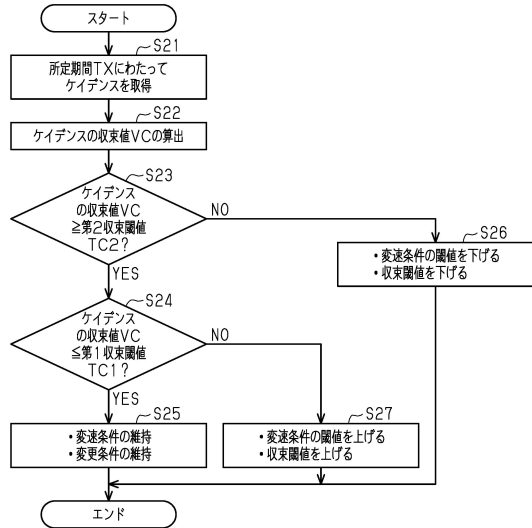 スタート
S21
所定期間TXにわたって
ケイデンスを取得
S22
ケイデンスの収束値VCの算出
S23
ケイデンス
の収束値VC
≧第2収束閾値
TC2?
NO
YES
S26
・変速条件の閾値を下げる
・収束閾値を下げる
S24
ケイデンス
の収束値VC
≦第1収束閾値
TC1?
NO
YES
S25
・変速条件の維持
・変更条件の維持
S27
・変速条件の閾値を上げる
・収束閾値を上げる
エンド